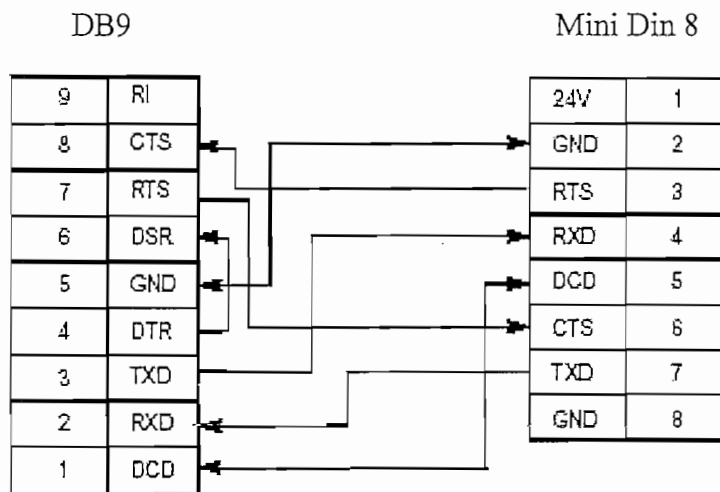 DB9
Mini Din 8
9 RI
8 CTS
7 RTS
6 DSR
5 GND
4 DTR
3 TXD
2 RXD
1 DCD
24V 1
GND 2
RTS 3
RXD 4
DCD 5
CTS 6
TXD 7
GND 8